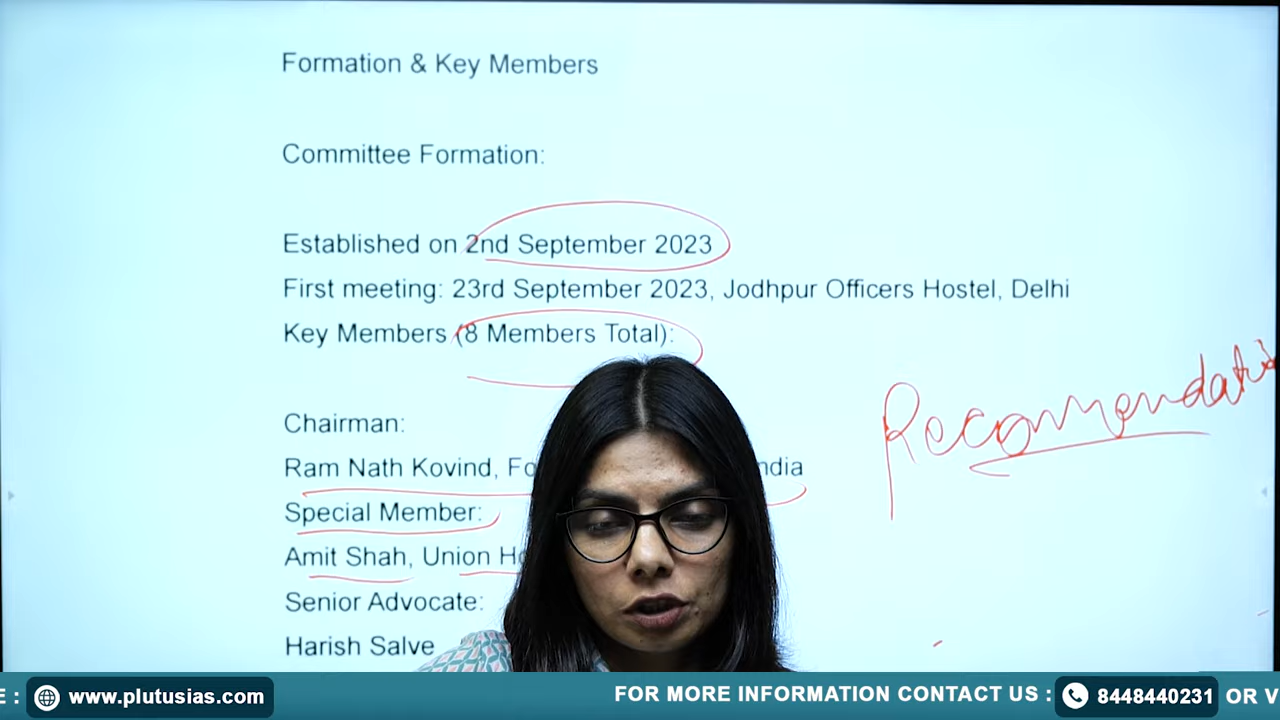 Formation & Key Members
Committee Formation:
Established on 2nd September 2023
First meeting: 23rd September 2023, Jodhpur Officers Hostel, Delhi
Key Members (8 Members Total):
Chairman:
Ram Nath Kovind, Fo ndia
Special Member:
Amit Shah, Union Ho
Senior Advocate:
Harish Salve
Recommendati
E : www.plutusias.com FOR MORE INFORMATION CONTACT US : 8448440231 OR V